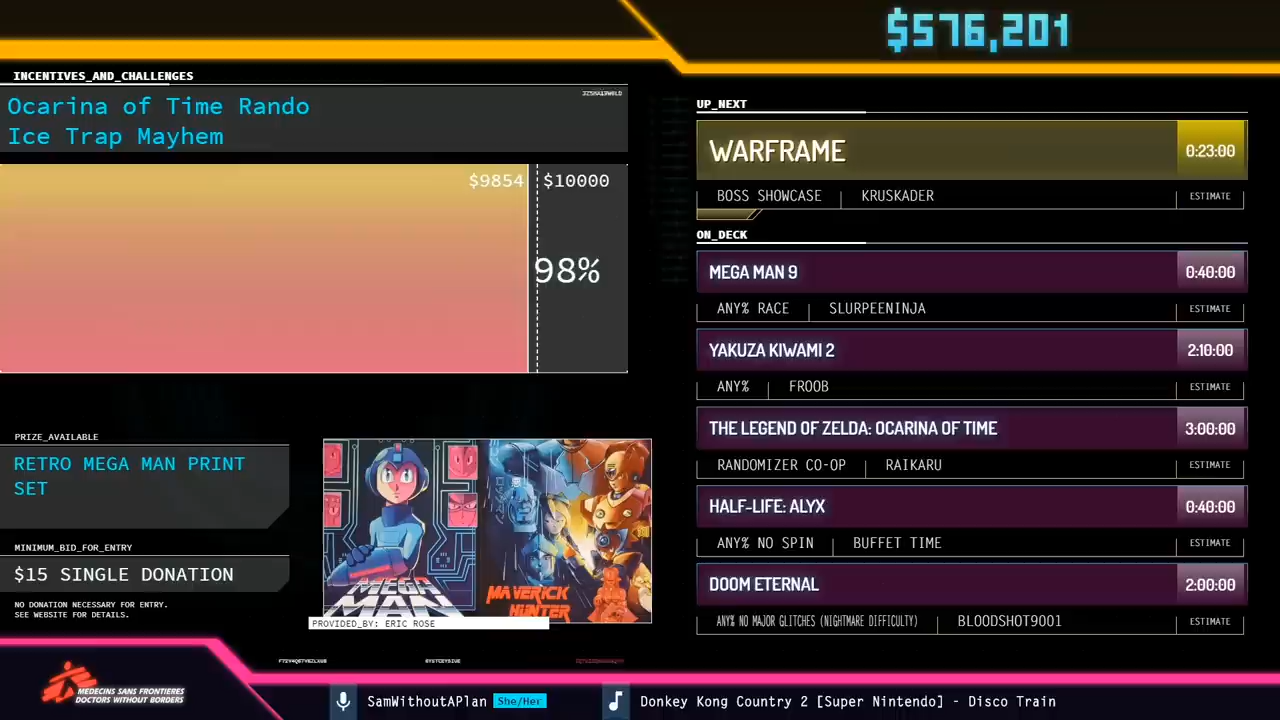 $576,201
INCENTIVES_AND_CHALLENGES
Ocarina of Time Rando
Ice Trap Mayhem
$9854
$10000
98%
PRIZE_AVAILABLE
RETRO MEGA MAN PRINT
SET
MINIMUM_BID_FOR_ENTRY
$15 SINGLE DONATION
NO DONATION NECESSARY FOR ENTRY.
SEE WEBSITE FOR DETAILS.
MEGA
MAN
MAVERICK
HUNTER
PROVIDED_BY: ERIC ROSE
UP_NEXT
WARFRAME
0:23:00
BOSS SHOWCASE
KRUSKADER
ESTIMATE
ON_DECK
MEGA MAN 9
0:40:00
ANY% RACE
SLURPEENINJA
ESTIMATE
YAKUZA KIWAMI 2
2:10:00
ANY%
FROOB
ESTIMATE
THE LEGEND OF ZELDA: OCARINA OF TIME
3:00:00
RANDOMIZER CO-OP
RAIKARU
ESTIMATE
HALF-LIFE: ALYX
0:40:00
ANY% NO SPIN
BUFFET TIME
ESTIMATE
DOOM ETERNAL
2:00:00
ANY% NO MAJOR GLITCHES (NIGHTMARE DIFFICULTY)
BLOODSHOT9001
ESTIMATE
MEDECINS SANS FRONTIERES
DOCTORS WITHOUT BORDERS
SamWithoutAPlan
She/Her
Donkey Kong Country 2 [Super Nintendo] - Disco Train